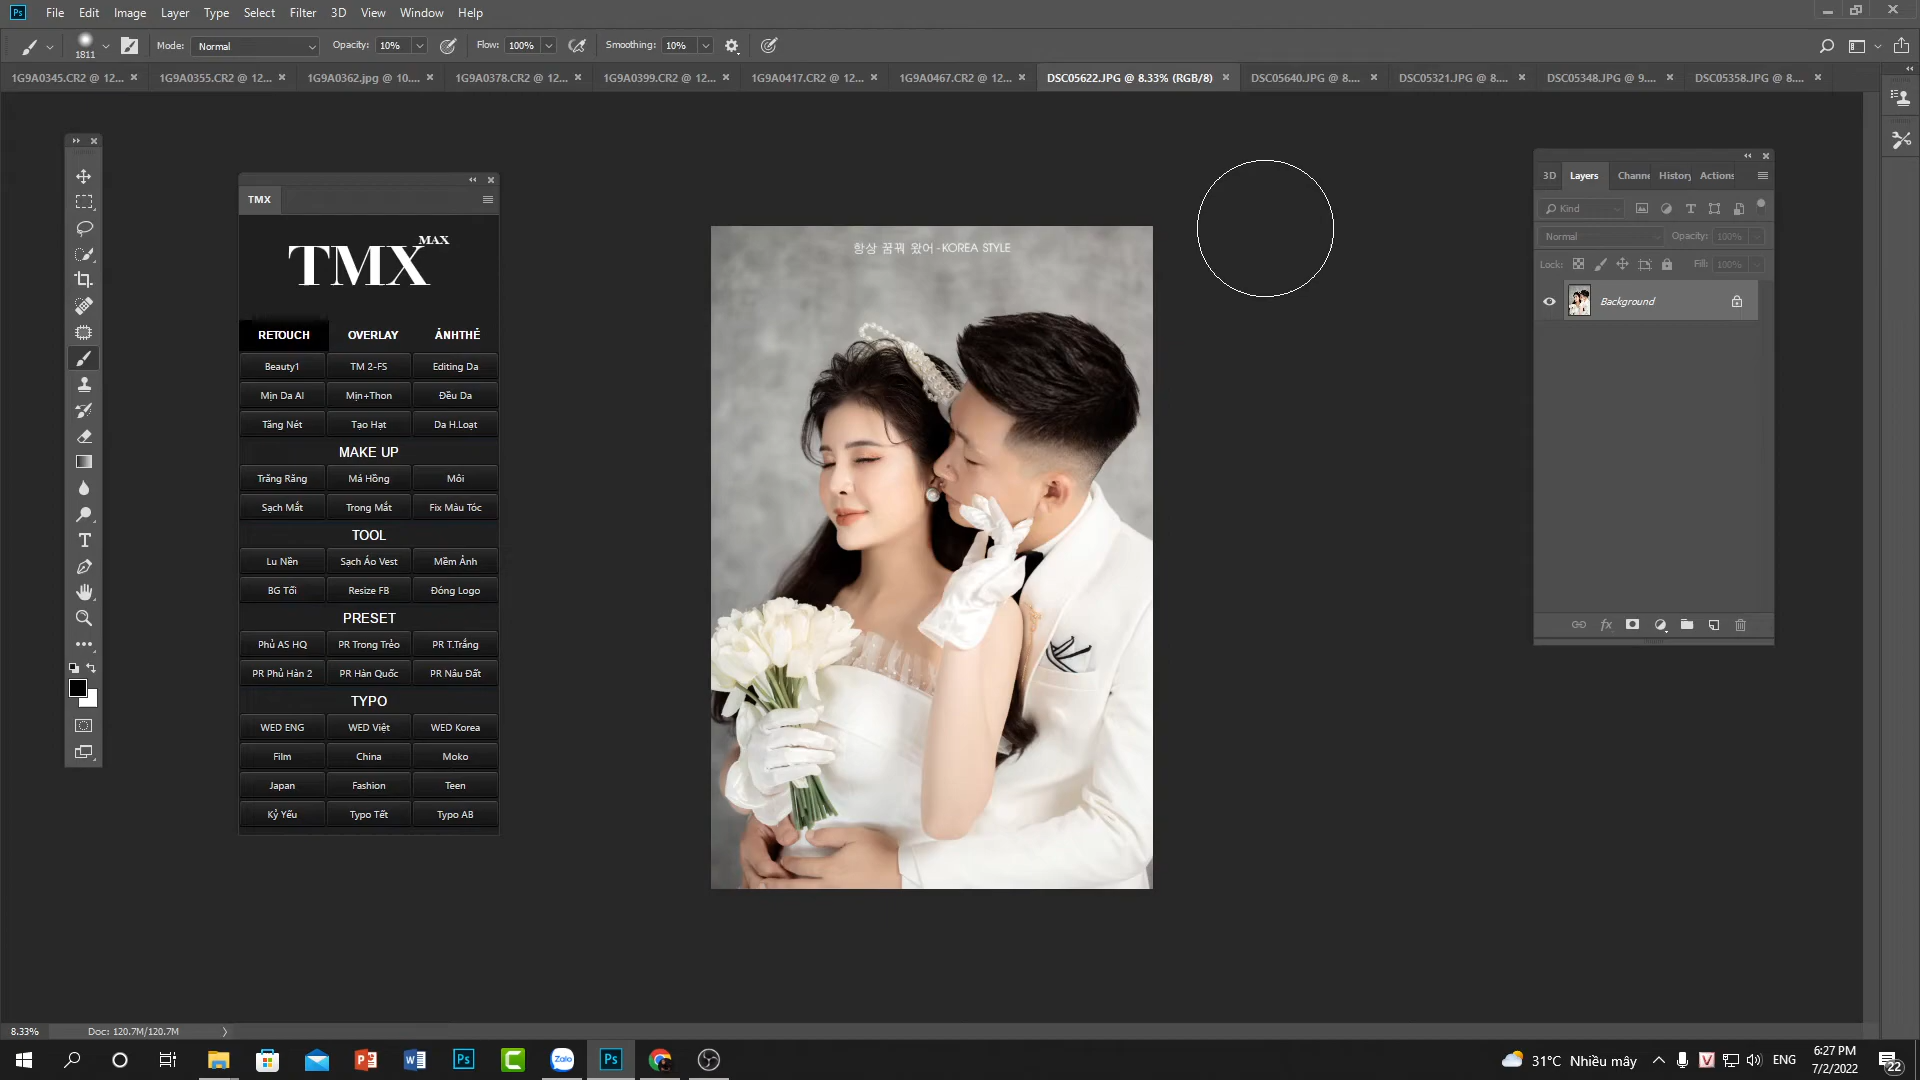 File Edit Image Layer Type Select Filter 3D View Window Help
1811 Mode: Normal Opacity: 10% Flow: 100% Smoothing: 10%
1G9A0345.CR2 @ 12... 1G9A0355.CR2 @ 12... 1G9A0362.jpg @ 10.... 1G9A0378.CR2 @ 12... 1G9A0399.CR2 @ 12... 1G9A0417.CR2 @ 12... 1G9A0467.CR2 @ 12... DSC05622.JPG @ 8.33% (RGB/8) DSC05640.JPG @ 8.... DSC05321.JPG @ 8.... DSC05348.JPG @ 9.... DSC05358.JPG @ 8....
TMX
TMX MAX
RETOUCH OVERLAY ẢNHTHẺ
Beauty1 TM 2-FS Editing Da
Mịn Da AI Mịn+Thon Đều Da
Tăng Nét Tạo Hạt Da H.Loạt
MAKE UP
Trắng Răng Má Hồng Môi
Sạch Mắt Trong Mắt Fix Màu Tóc
TOOL
Lu Nền Sạch Áo Vest Mềm Ảnh
BG Tối Resize FB Đóng Logo
PRESET
Phủ AS HQ PR Trong Trẻo PR T.Trắng
PR Phủ Hàn 2 PR Hàn Quốc PR Nâu Đất
TYPO
WED ENG WED Việt WED Korea
Film China Moko
Japan Fashion Teen
Kỷ Yếu Typo Tết Typo AB
항상 꿈꿔 왔어 - KOREA STYLE
3D Layers Channe History Actions
Kind
Normal Opacity: 100%
Lock: Fill: 100%
Background
8.33% Doc: 120.7M/120.7M
31°C Nhiều mây ENG 6:27 PM
7/2/2022 22